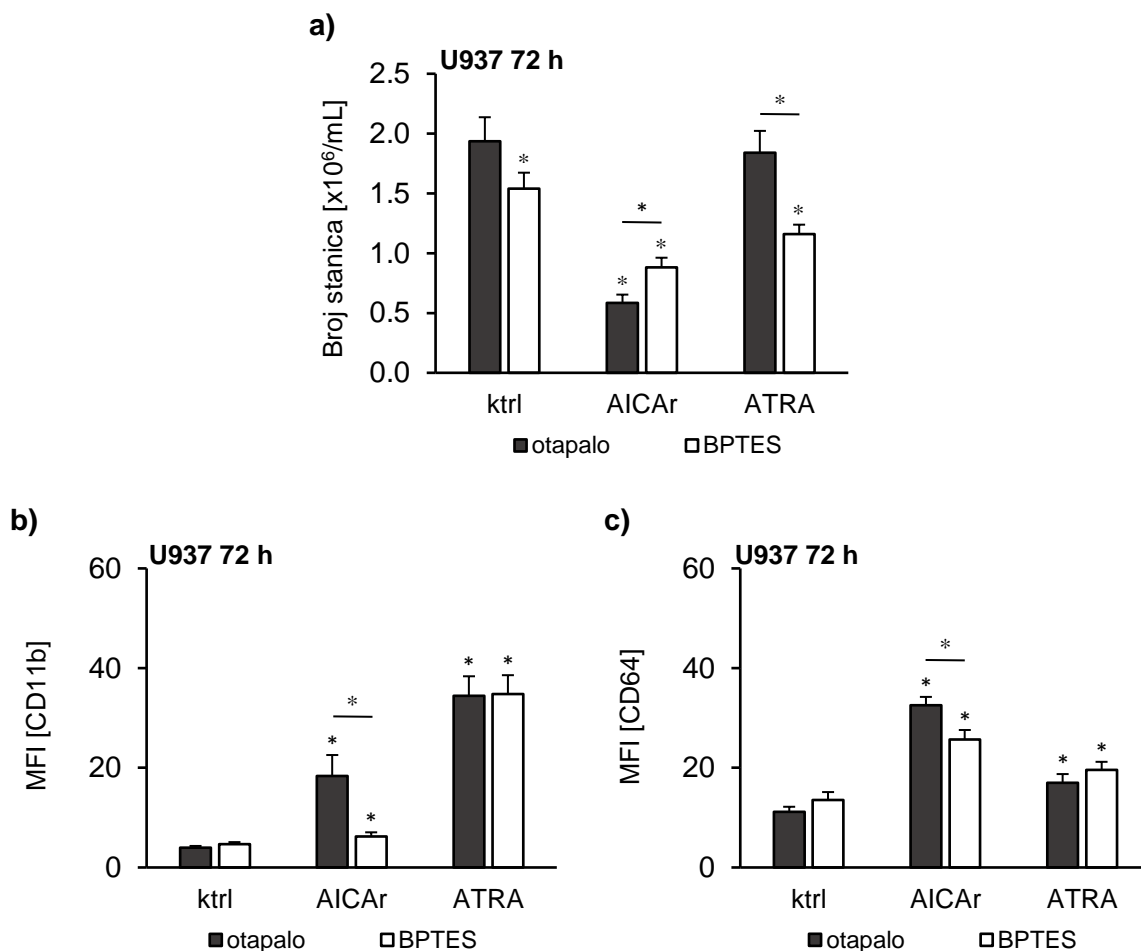 a)
U937 72 h
Broj stanica [x10⁶/mL]
2.5
2.0
1.5
1.0
0.5
0.0
*
*
*
*
*
*
ktrl AICAr ATRA
otapalo BPTES
b)
U937 72 h
MFI [CD11b]
60
40
20
0
*
*
*
*
*
ktrl AICAr ATRA
otapalo BPTES
c)
U937 72 h
MFI [CD64]
60
40
20
0
*
*
*
*
*
ktrl AICAr ATRA
otapalo BPTES